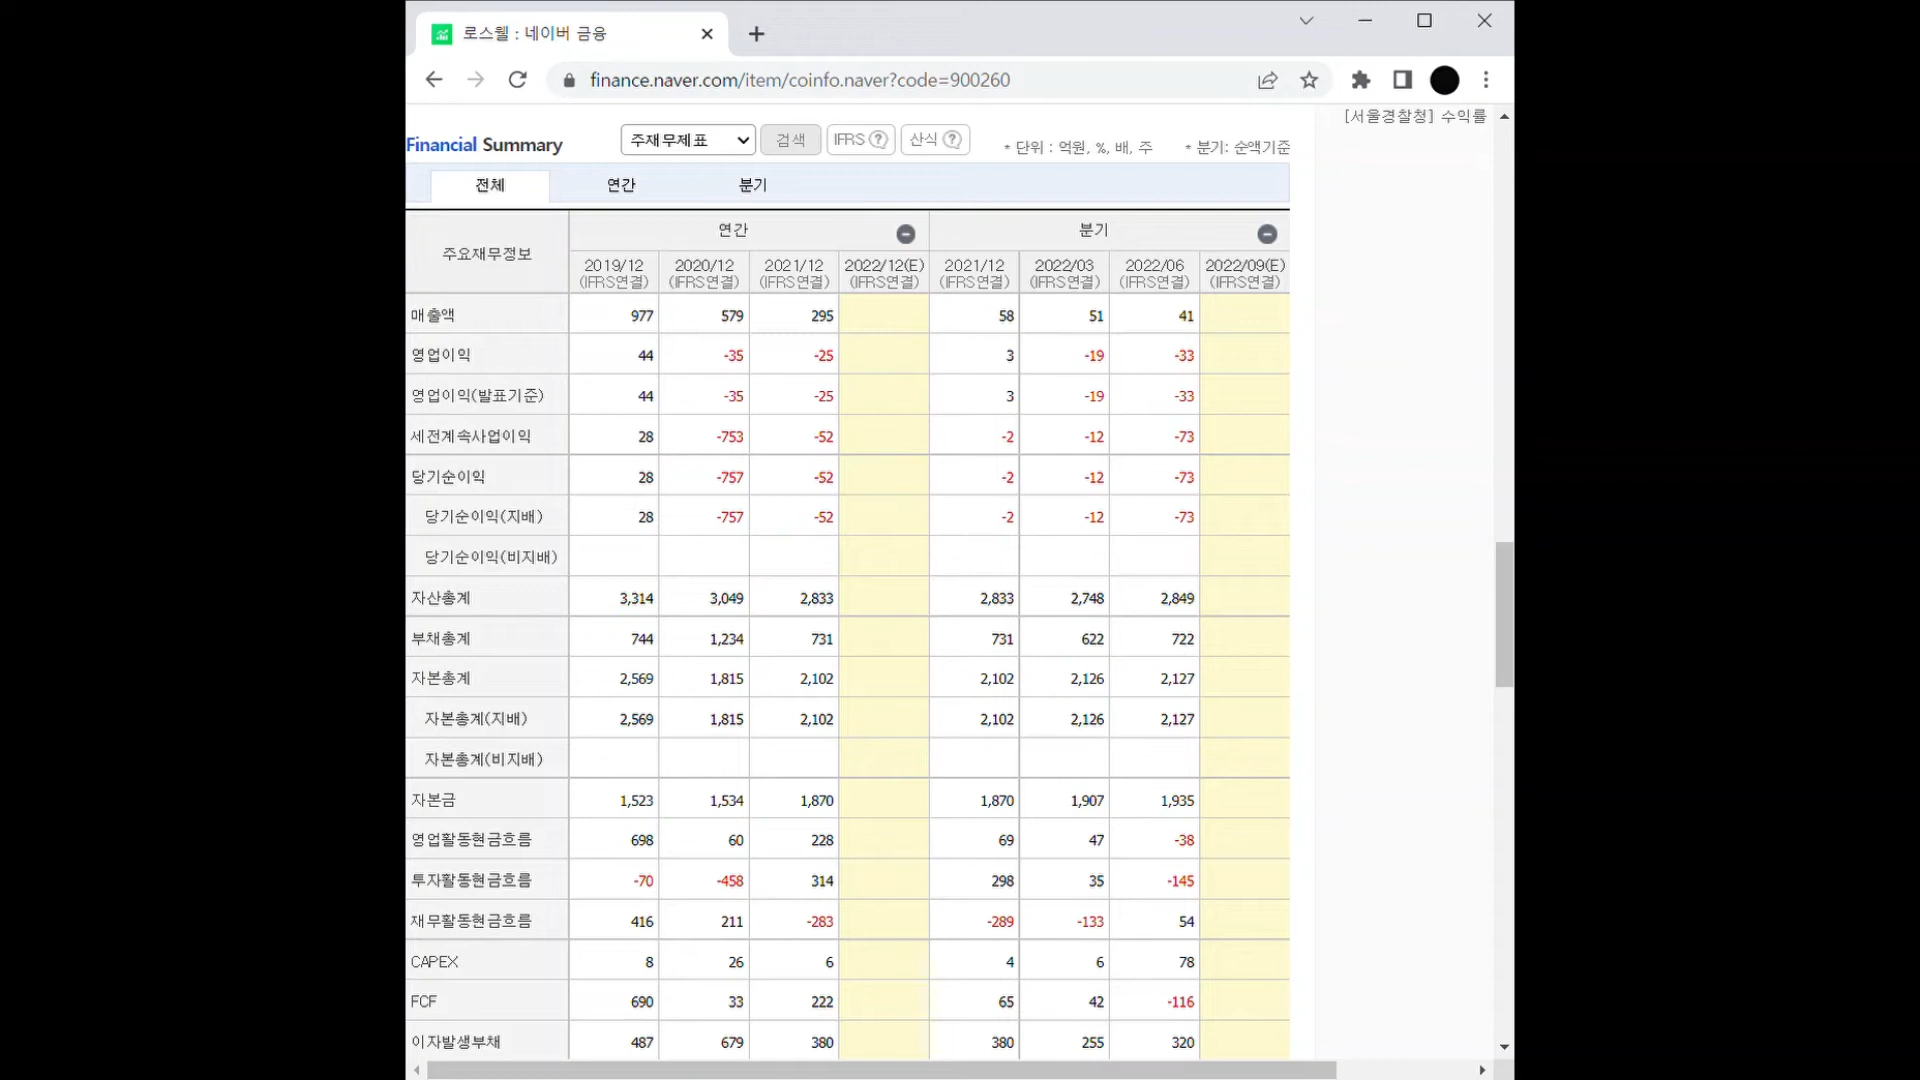 로스웰 : 네이버 금융
finance.naver.com/item/coinfo.naver?code=900260
[서울경찰청] 수익률
Financial Summary 주재무제표 검색 IFRS ? 산식 ? * 단위 : 억원, %, 배, 주 * 분기: 순액기준
전체 연간 분기
주요재무정보 연간 분기
2019/12 2020/12 2021/12 2022/12(E) 2021/12 2022/03 2022/06 2022/09(E)
(IFRS연결) (IFRS연결) (IFRS연결) (IFRS연결) (IFRS연결) (IFRS연결) (IFRS연결) (IFRS연결)
매출액 977 579 295 58 51 41
영업이익 44 -35 -25 3 -19 -33
영업이익(발표기준) 44 -35 -25 3 -19 -33
세전계속사업이익 28 -753 -52 -2 -12 -73
당기순이익 28 -757 -52 -2 -12 -73
당기순이익(지배) 28 -757 -52 -2 -12 -73
당기순이익(비지배)
자산총계 3,314 3,049 2,833 2,833 2,748 2,849
부채총계 744 1,234 731 731 622 722
자본총계 2,569 1,815 2,102 2,102 2,126 2,127
자본총계(지배) 2,569 1,815 2,102 2,102 2,126 2,127
자본총계(비지배)
자본금 1,523 1,534 1,870 1,870 1,907 1,935
영업활동현금흐름 698 60 228 69 47 -38
투자활동현금흐름 -70 -458 314 298 35 -145
재무활동현금흐름 416 211 -283 -289 -133 54
CAPEX 8 26 6 4 6 78
FCF 690 33 222 65 42 -116
이자발생부채 487 679 380 380 255 320